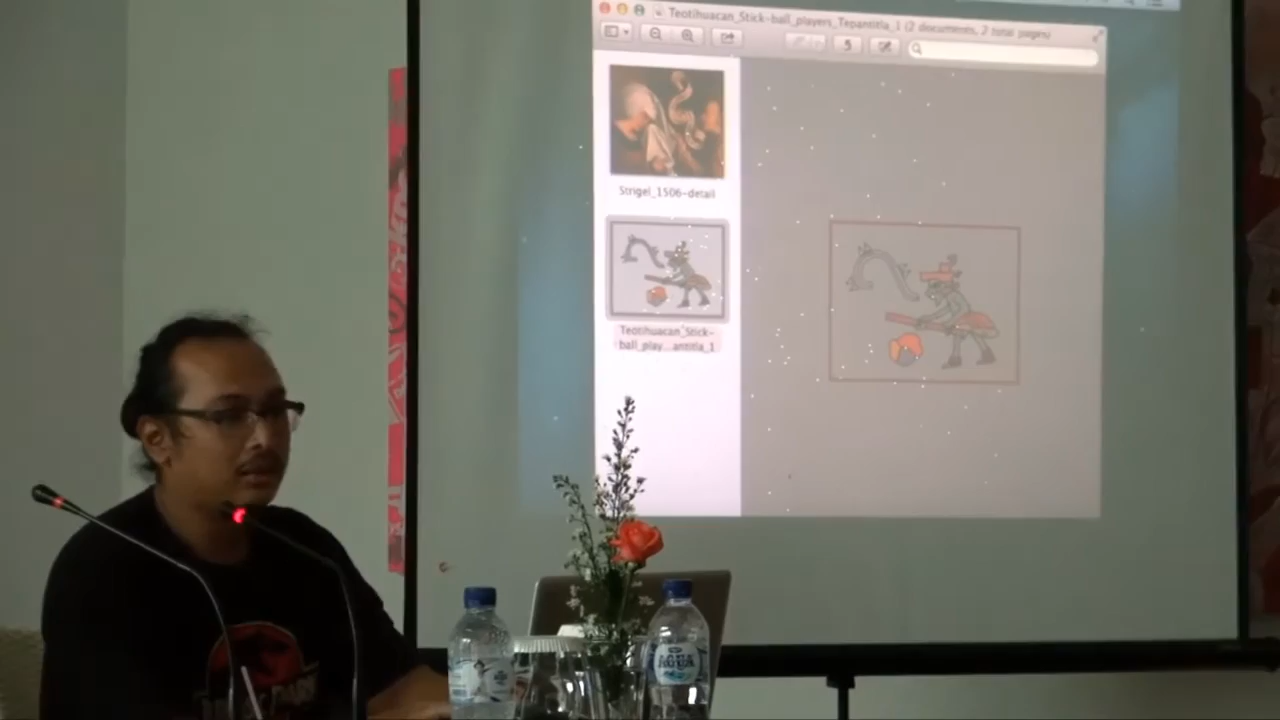 Teotihuacan_Stick-ball_players_Tepantitla_1 (2 documents, 2 total pages)
Strigel_1506-detail
Teotihuacan_Stick-
ball_play...antitla_1
AQUA